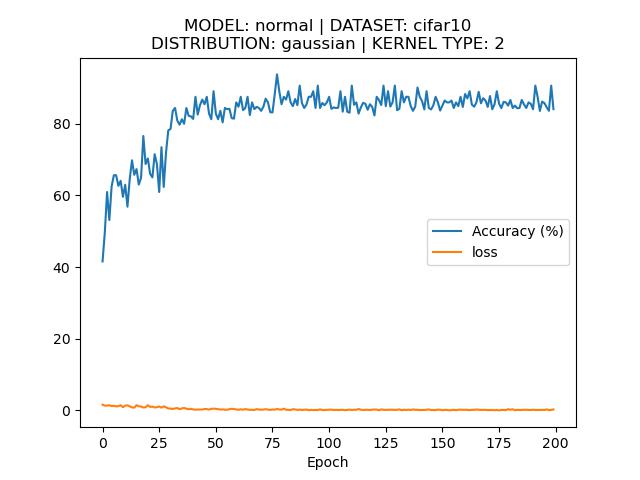 MODEL: normal | DATASET: cifar10
DISTRIBUTION: gaussian | KERNEL TYPE: 2
80
60
40
20
0
Accuracy (%)
loss
0 25 50 75 100 125 150 175 200
Epoch